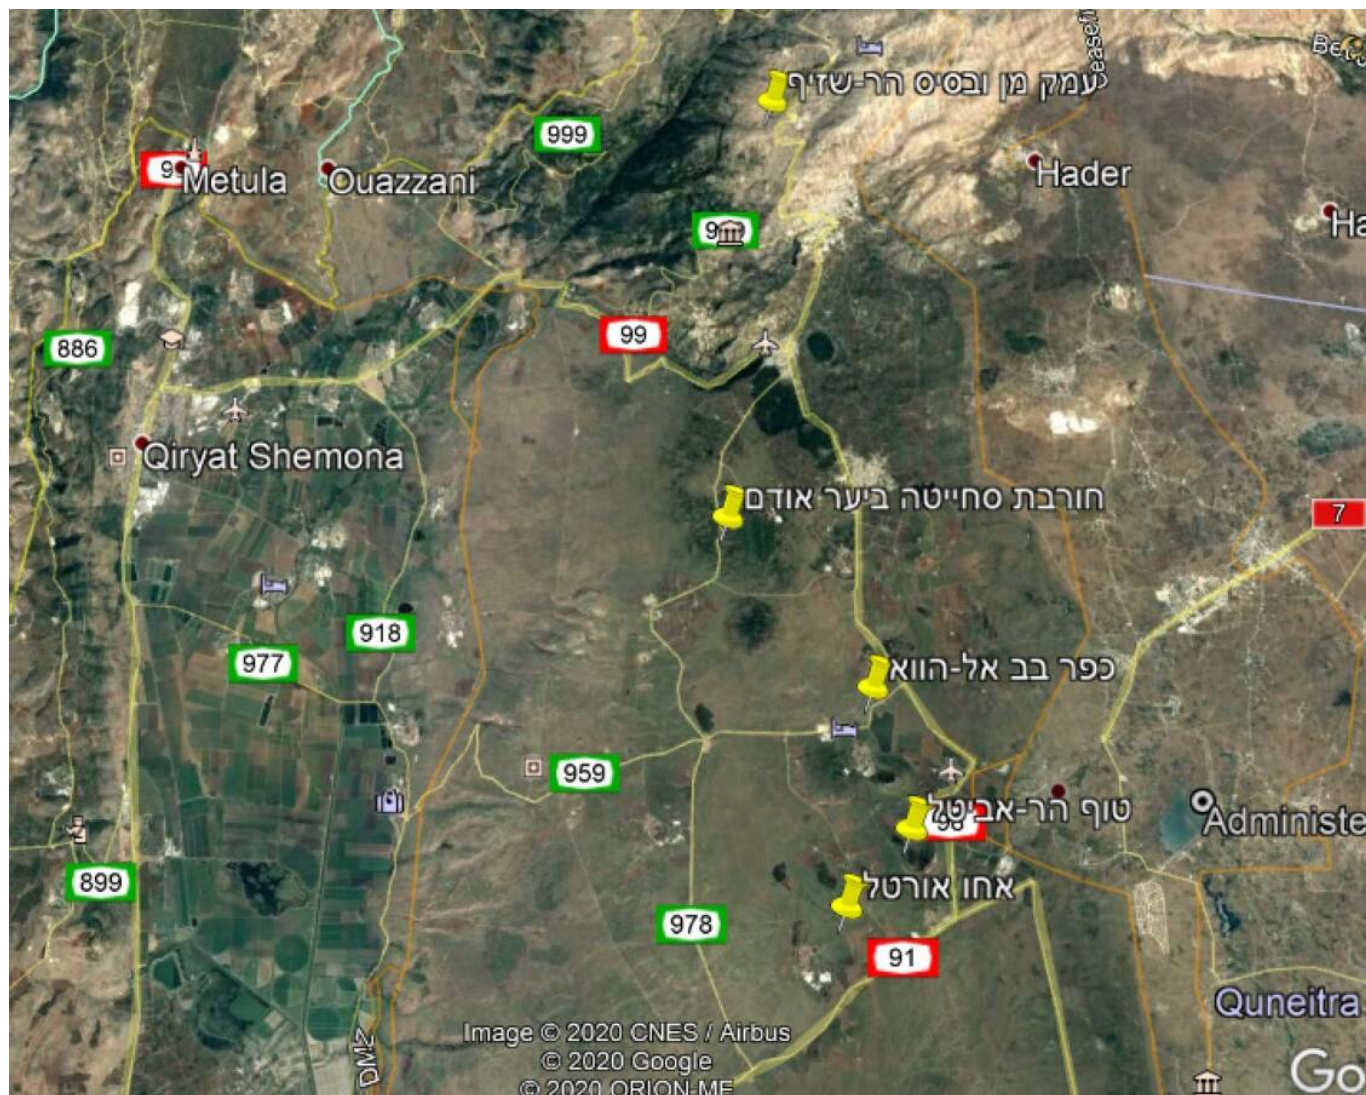 עמק מן ובסיס הר-שזיף
999
Metula
Ouazzani
Hader
99
886
Qiryat Shemona
חורבת סחייטה ביער אודם
7
918
977
כפר בב אל-הווא
959
טוף הר-אביטל
98
Administe
899
אחו אורטל
978
91
Quneitra
DMZ
Image © 2020 CNES / Airbus
© 2020 Google
© 2020 ORION-ME
Go